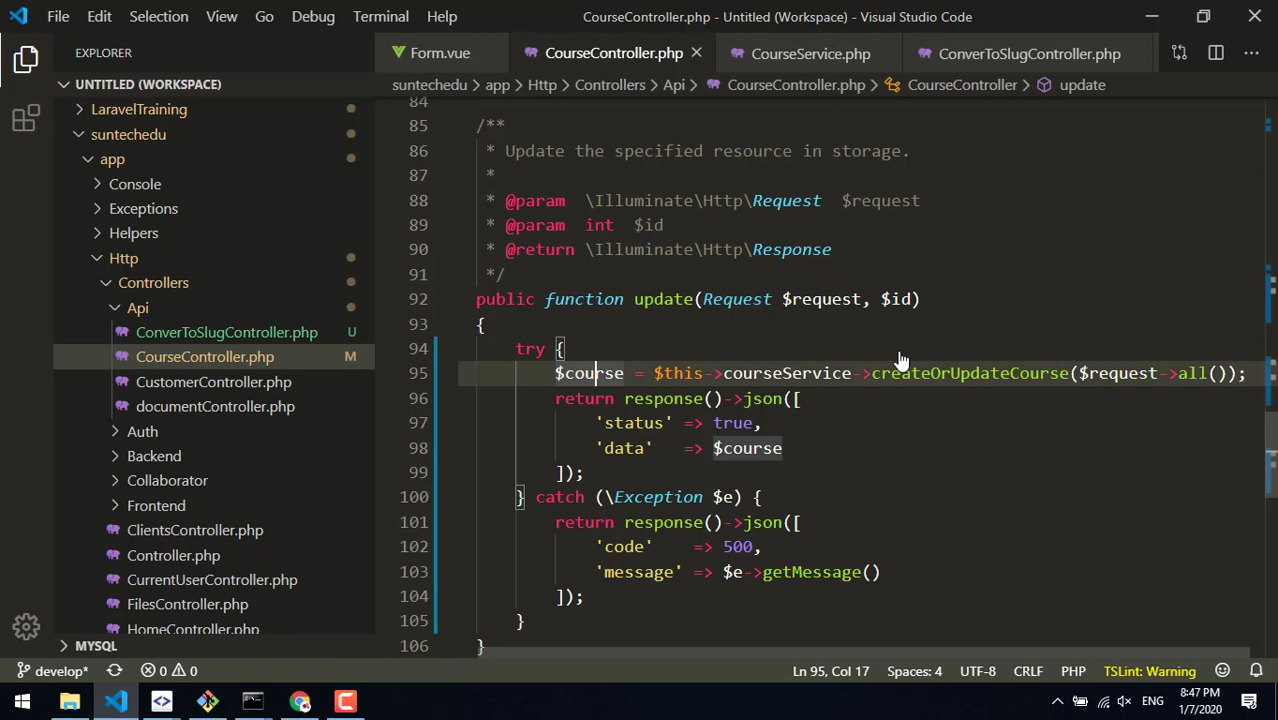 File Edit Selection View Go Debug Terminal Help CourseController.php - Untitled (Workspace) - Visual Studio Code
EXPLORER
UNTITLED (WORKSPACE)
LaravelTraining
suntechedu
app
Console
Exceptions
Helpers
Http
Controllers
Api
ConverToSlugController.php U
CourseController.php M
CustomerController.php
documentController.php
Auth
Backend
Collaborator
Frontend
ClientsController.php
Controller.php
CurrentUserController.php
FilesController.php
HomeController.php
MYSQL
Form.vue CourseController.php CourseService.php ConverToSlugController.php
suntechedu > app > Http > Controllers > Api > CourseController.php > CourseController > update
84
85 /**
86 * Update the specified resource in storage.
87 *
88 * @param \Illuminate\Http\Request $request
89 * @param int $id
90 * @return \Illuminate\Http\Response
91 */
92 public function update(Request $request, $id)
93 {
94 try {
95 $course = $this->courseService->createOrUpdateCourse($request->all());
96 return response()->json([
97 'status' => true,
98 'data' => $course
99 ]);
100 } catch (\Exception $e) {
101 return response()->json([
102 'code' => 500,
103 'message' => $e->getMessage()
104 ]);
105 }
106 }
develop* 0 0 Ln 95, Col 17 Spaces: 4 UTF-8 CRLF PHP TSLint: Warning
ENG 8:47 PM
1/7/2020